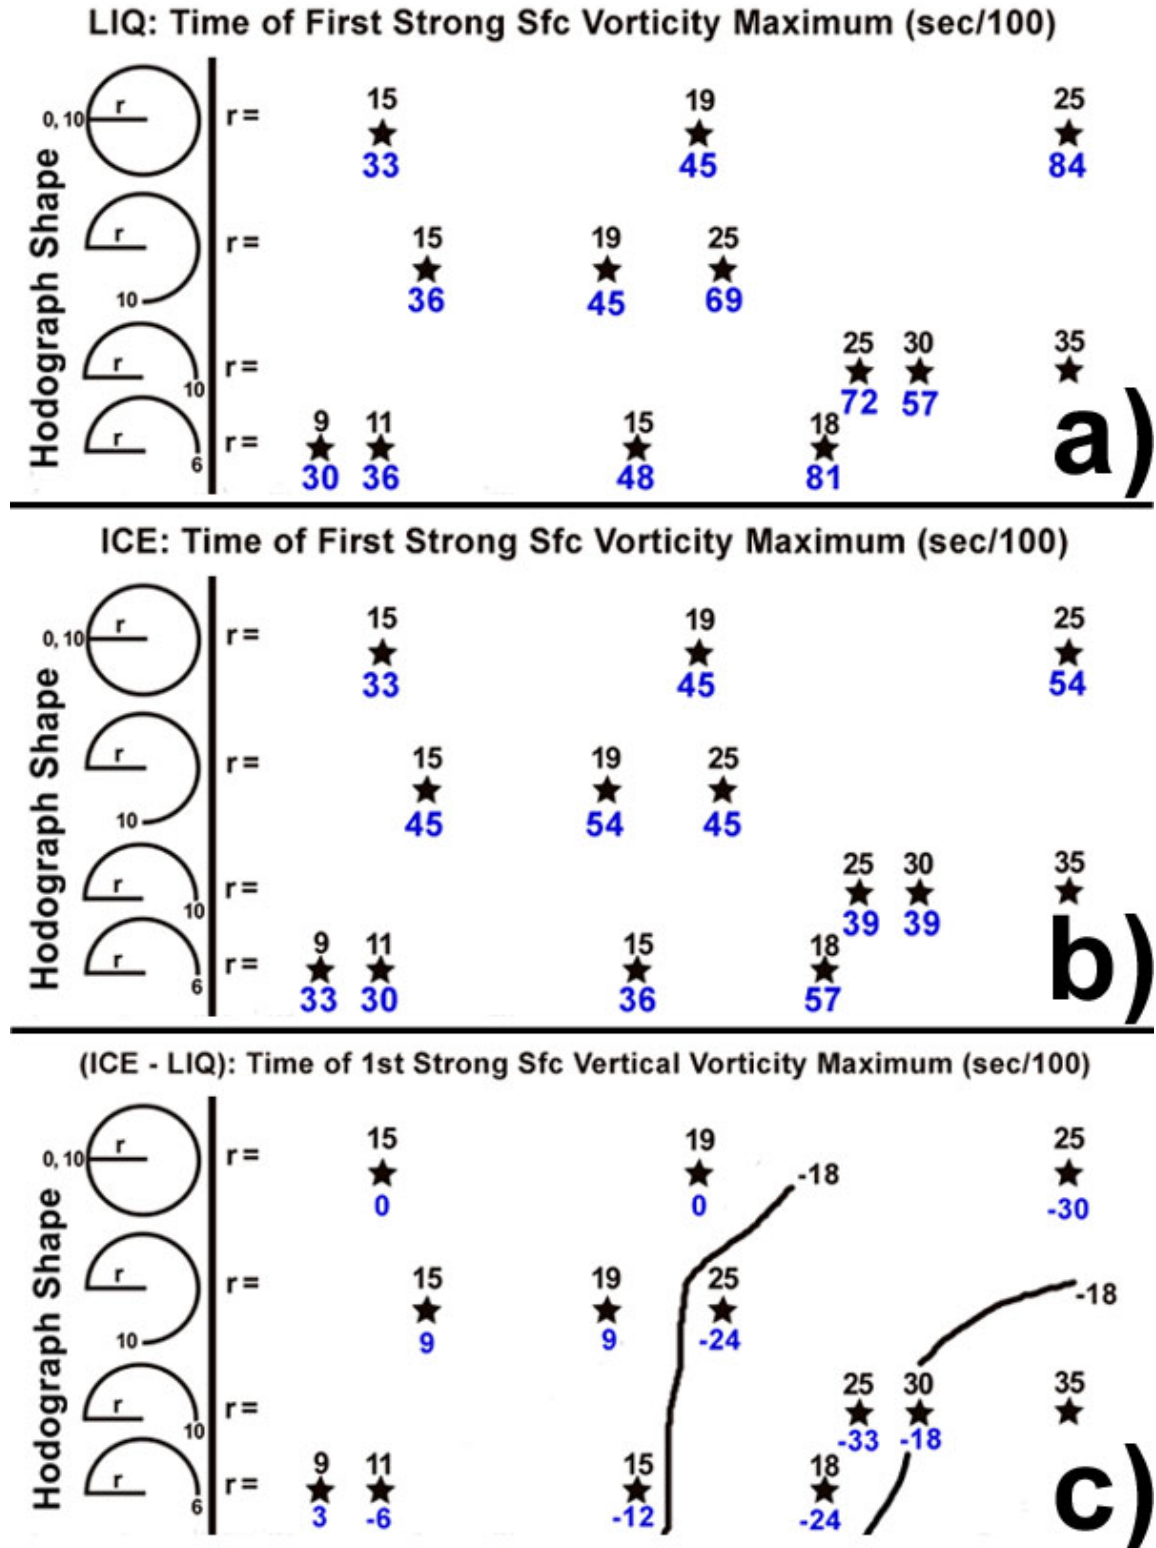 LIQ: Time of First Strong Sfc Vorticity Maximum (sec/100)
Hodograph Shape
0, 10 r r = 15 19 25
33 45 84
r r = 15 19 25
10 36 45 69
r r = 25 30 35
10 72 57
r r = 9 11 15 18
6 30 36 48 81
a)
ICE: Time of First Strong Sfc Vorticity Maximum (sec/100)
Hodograph Shape
0, 10 r r = 15 19 25
33 45 54
r r = 15 19 25
10 45 54 45
r r = 25 30 35
10 39 39
r r = 9 11 15 18
6 33 30 36 57
b)
(ICE - LIQ): Time of 1st Strong Sfc Vertical Vorticity Maximum (sec/100)
Hodograph Shape
0, 10 r r = 15 19 25
-18
0 0 -30
r r = 15 19 25
-18
10 9 9 -24
r r = 25 30 35
10 -33 -18
r r = 9 11 15 18
6 3 -6 -12 -24
c)